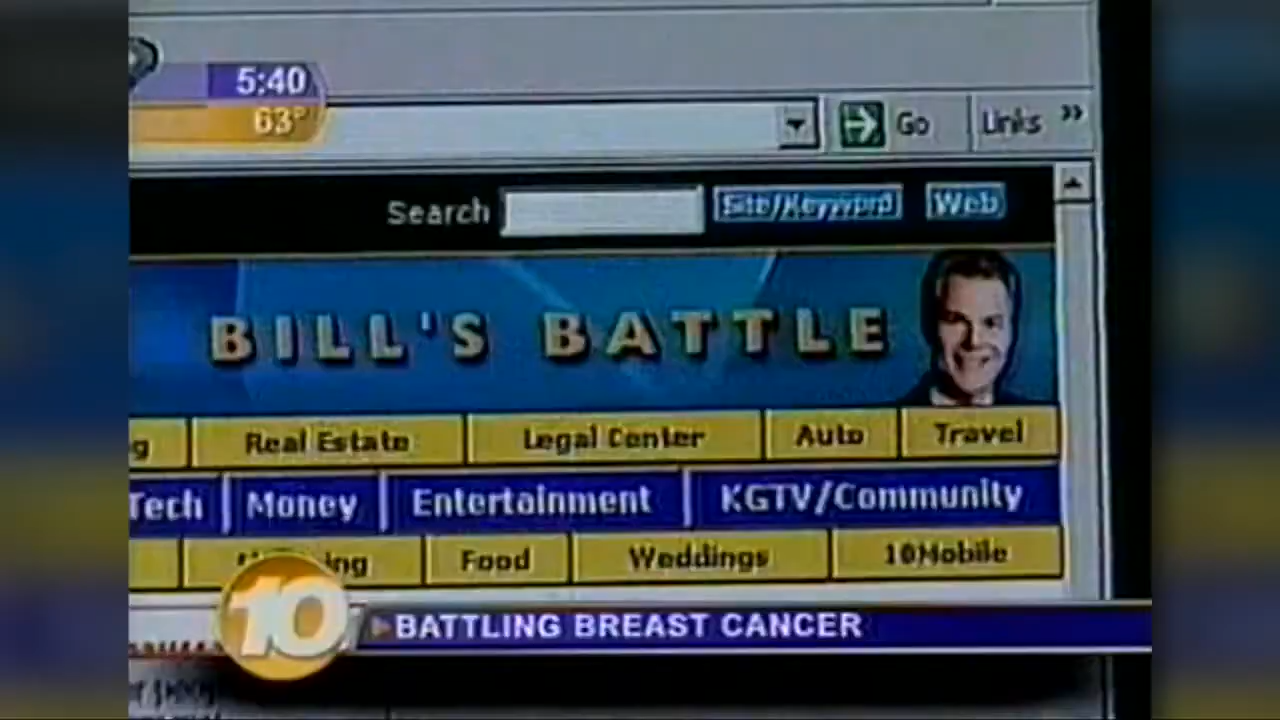 5:40
63°
Go Links »
Search Site/Keyword Web
BILL'S BATTLE
g Real Estate Legal Center Auto Travel
Tech Money Entertainment KGTV/Community
ing Food Weddings 10Mobile
10 BATTLING BREAST CANCER